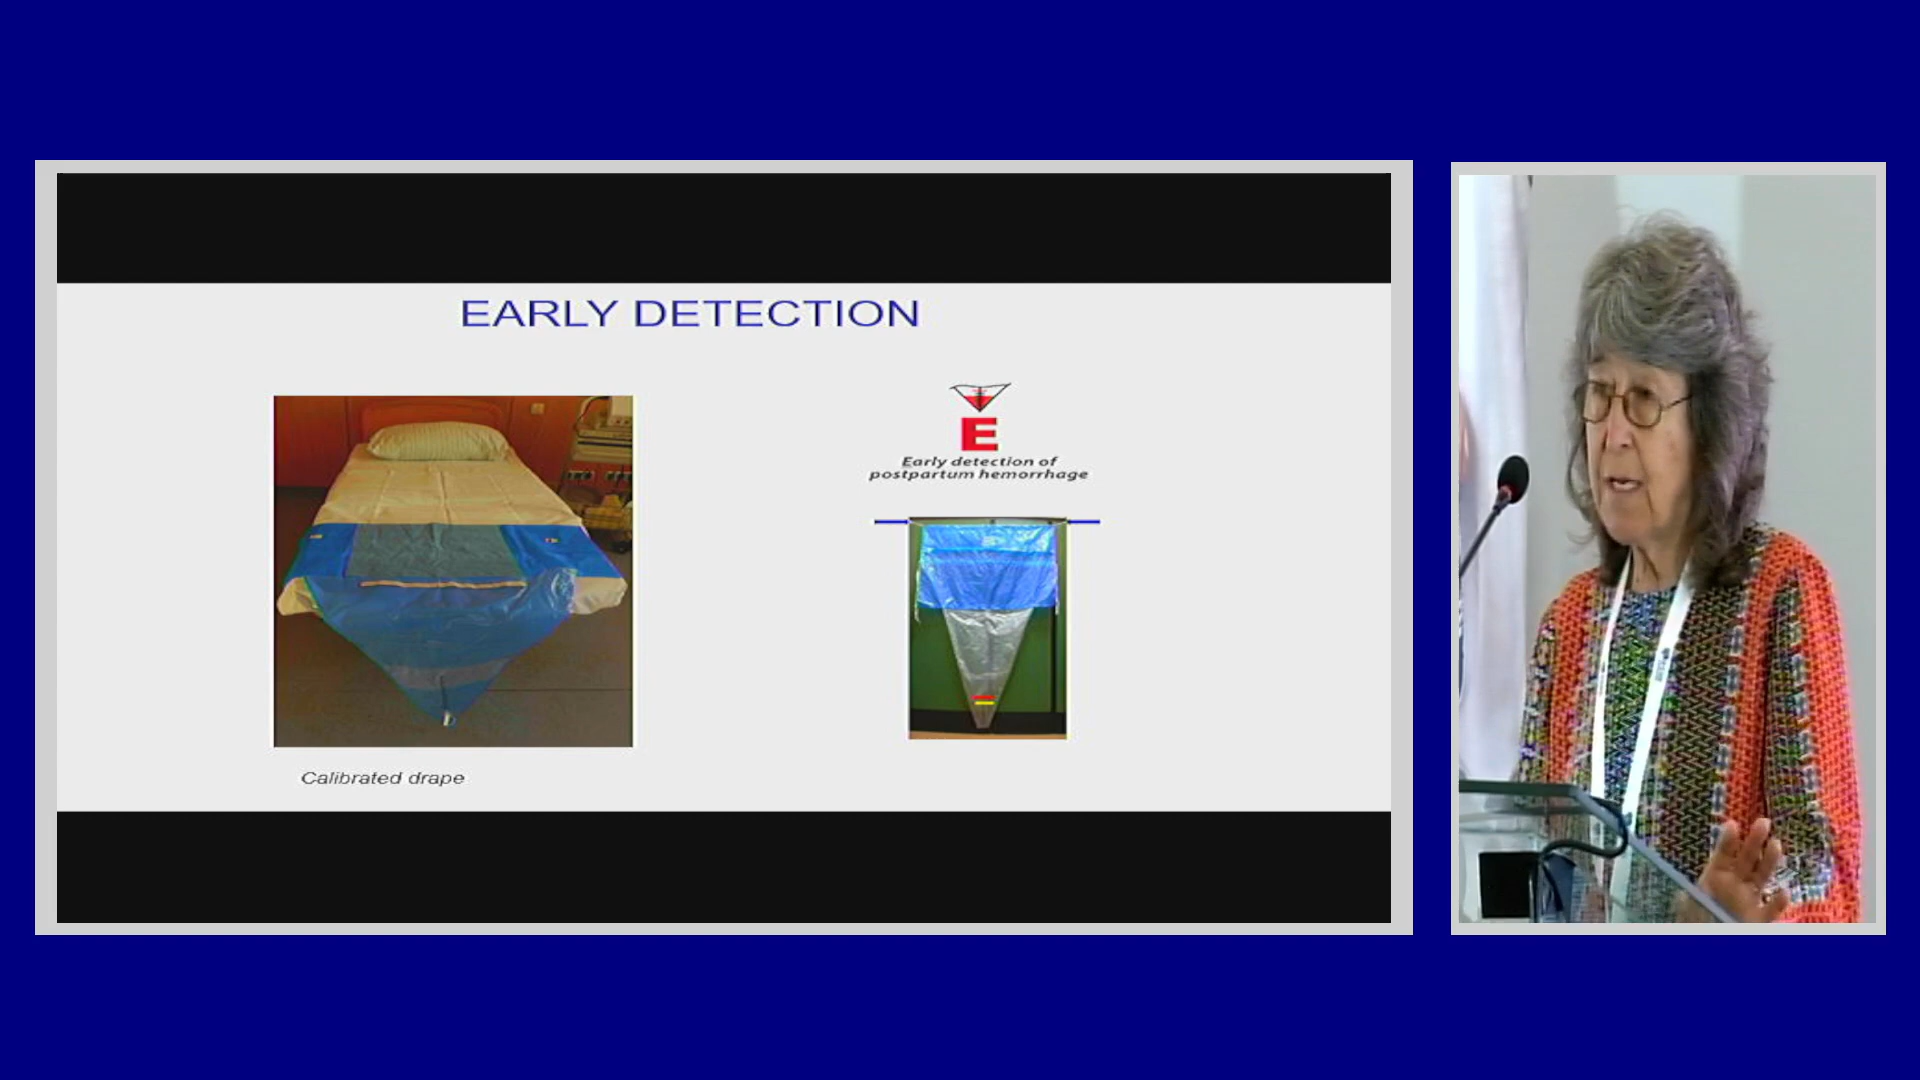 EARLY DETECTION
E
Early detection of
postpartum hemorrhage
Calibrated drape